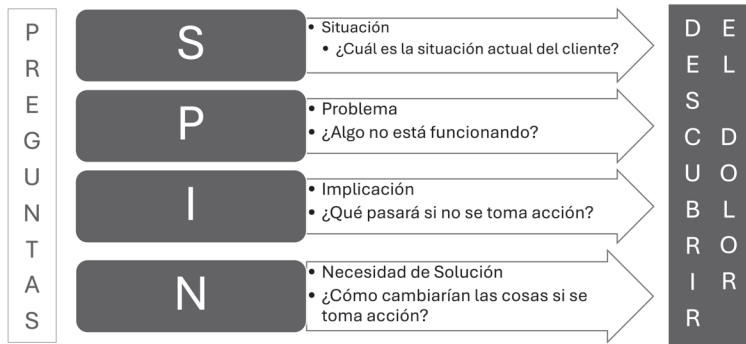 PREGUNTAS
S
• Situación
• ¿Cuál es la situación actual del cliente?
P
• Problema
• ¿Algo no está funcionando?
I
• Implicación
• ¿Qué pasará si no se toma acción?
N
• Necesidad de Solución
• ¿Cómo cambiarían las cosas si se
toma acción?
DESCUBRIR
EL DOLOR